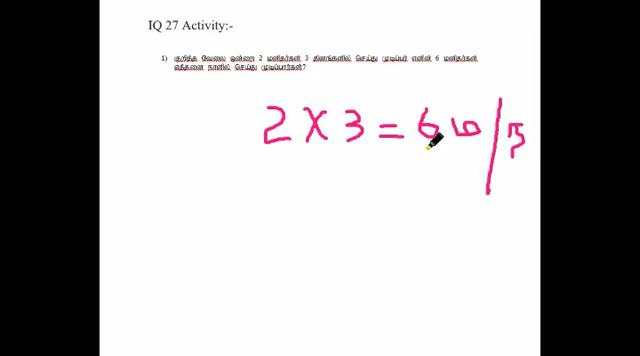 IQ 27 Activity:-
1) குறித்த வேலை ஒன்றை 2 மனிதர்கள் 3 தினங்களில் செய்து முடிப்பர் எனின் 6 மனிதர்கள்
எத்தனை நாளில் செய்து முடிப்பார்கள்?
2 X 3 = 6 ம / நா